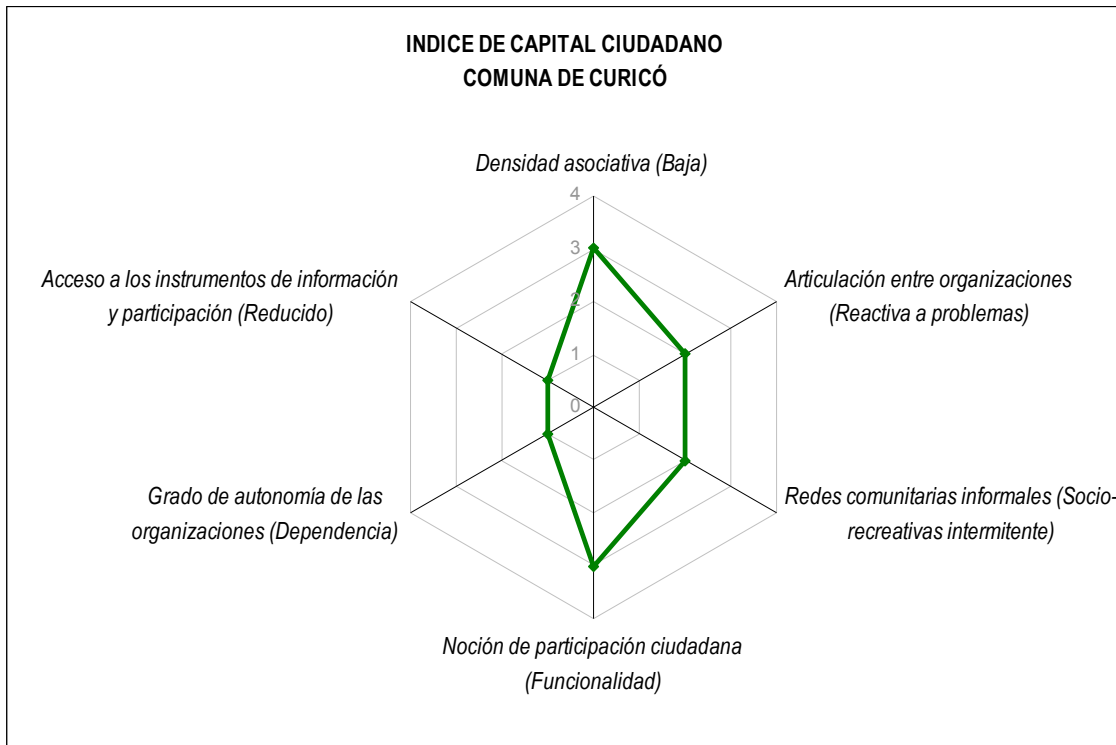 INDICE DE CAPITAL CIUDADANO
COMUNA DE CURICÓ
Densidad asociativa (Baja)
4
3
2
1
0
Articulación entre organizaciones
(Reactiva a problemas)
Redes comunitarias informales (Socio-
recreativas intermitente)
Noción de participación ciudadana
(Funcionalidad)
Grado de autonomía de las
organizaciones (Dependencia)
Acceso a los instrumentos de información
y participación (Reducido)